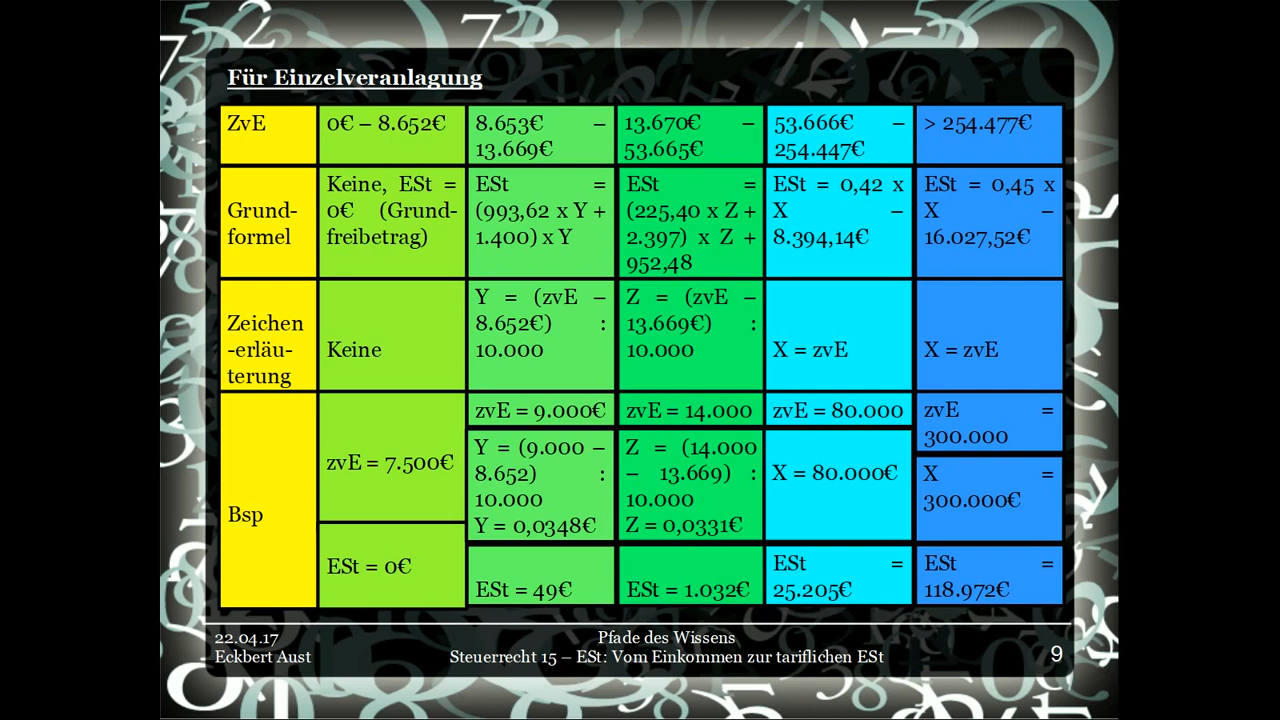 Für Einzelveranlagung
ZvE
0€ – 8.652€
8.653€ –
13.669€
13.670€ –
53.665€
53.666€ –
254.447€
> 254.477€
Grund-
formel
Keine, ESt =
0€ (Grund-
freibetrag)
ESt =
(993,62 x Y +
1.400) x Y
ESt =
(225,40 x Z +
2.397) x Z +
952,48
ESt = 0,42 x
X –
8.394,14€
ESt = 0,45 x
X –
16.027,52€
Zeichen
-erläu-
terung
Keine
Y = (zvE –
8.652€) :
10.000
Z = (zvE –
13.669€) :
10.000
X = zvE
X = zvE
Bsp
zvE = 7.500€
ESt = 0€
zvE = 9.000€
Y = (9.000 –
8.652) :
10.000
Y = 0,0348€
ESt = 49€
zvE = 14.000
Z = (14.000
– 13.669) :
10.000
Z = 0,0331€
ESt = 1.032€
zvE = 80.000
X = 80.000€
ESt =
25.205€
zvE =
300.000
X =
300.000€
ESt =
118.972€
22.04.17
Eckbert Aust
Pfade des Wissens
Steuerrecht 15 – ESt: Vom Einkommen zur tariflichen ESt
9